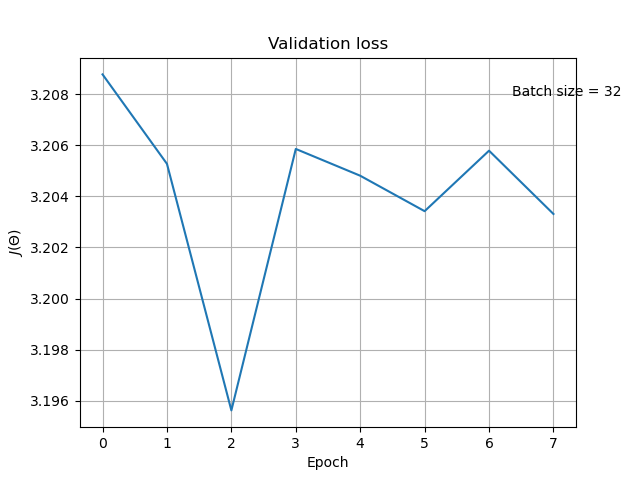 Validation loss
Batch size = 32
3.208
3.206
3.204
3.202
3.200
3.198
3.196
J(Θ)
0 1 2 3 4 5 6 7
Epoch